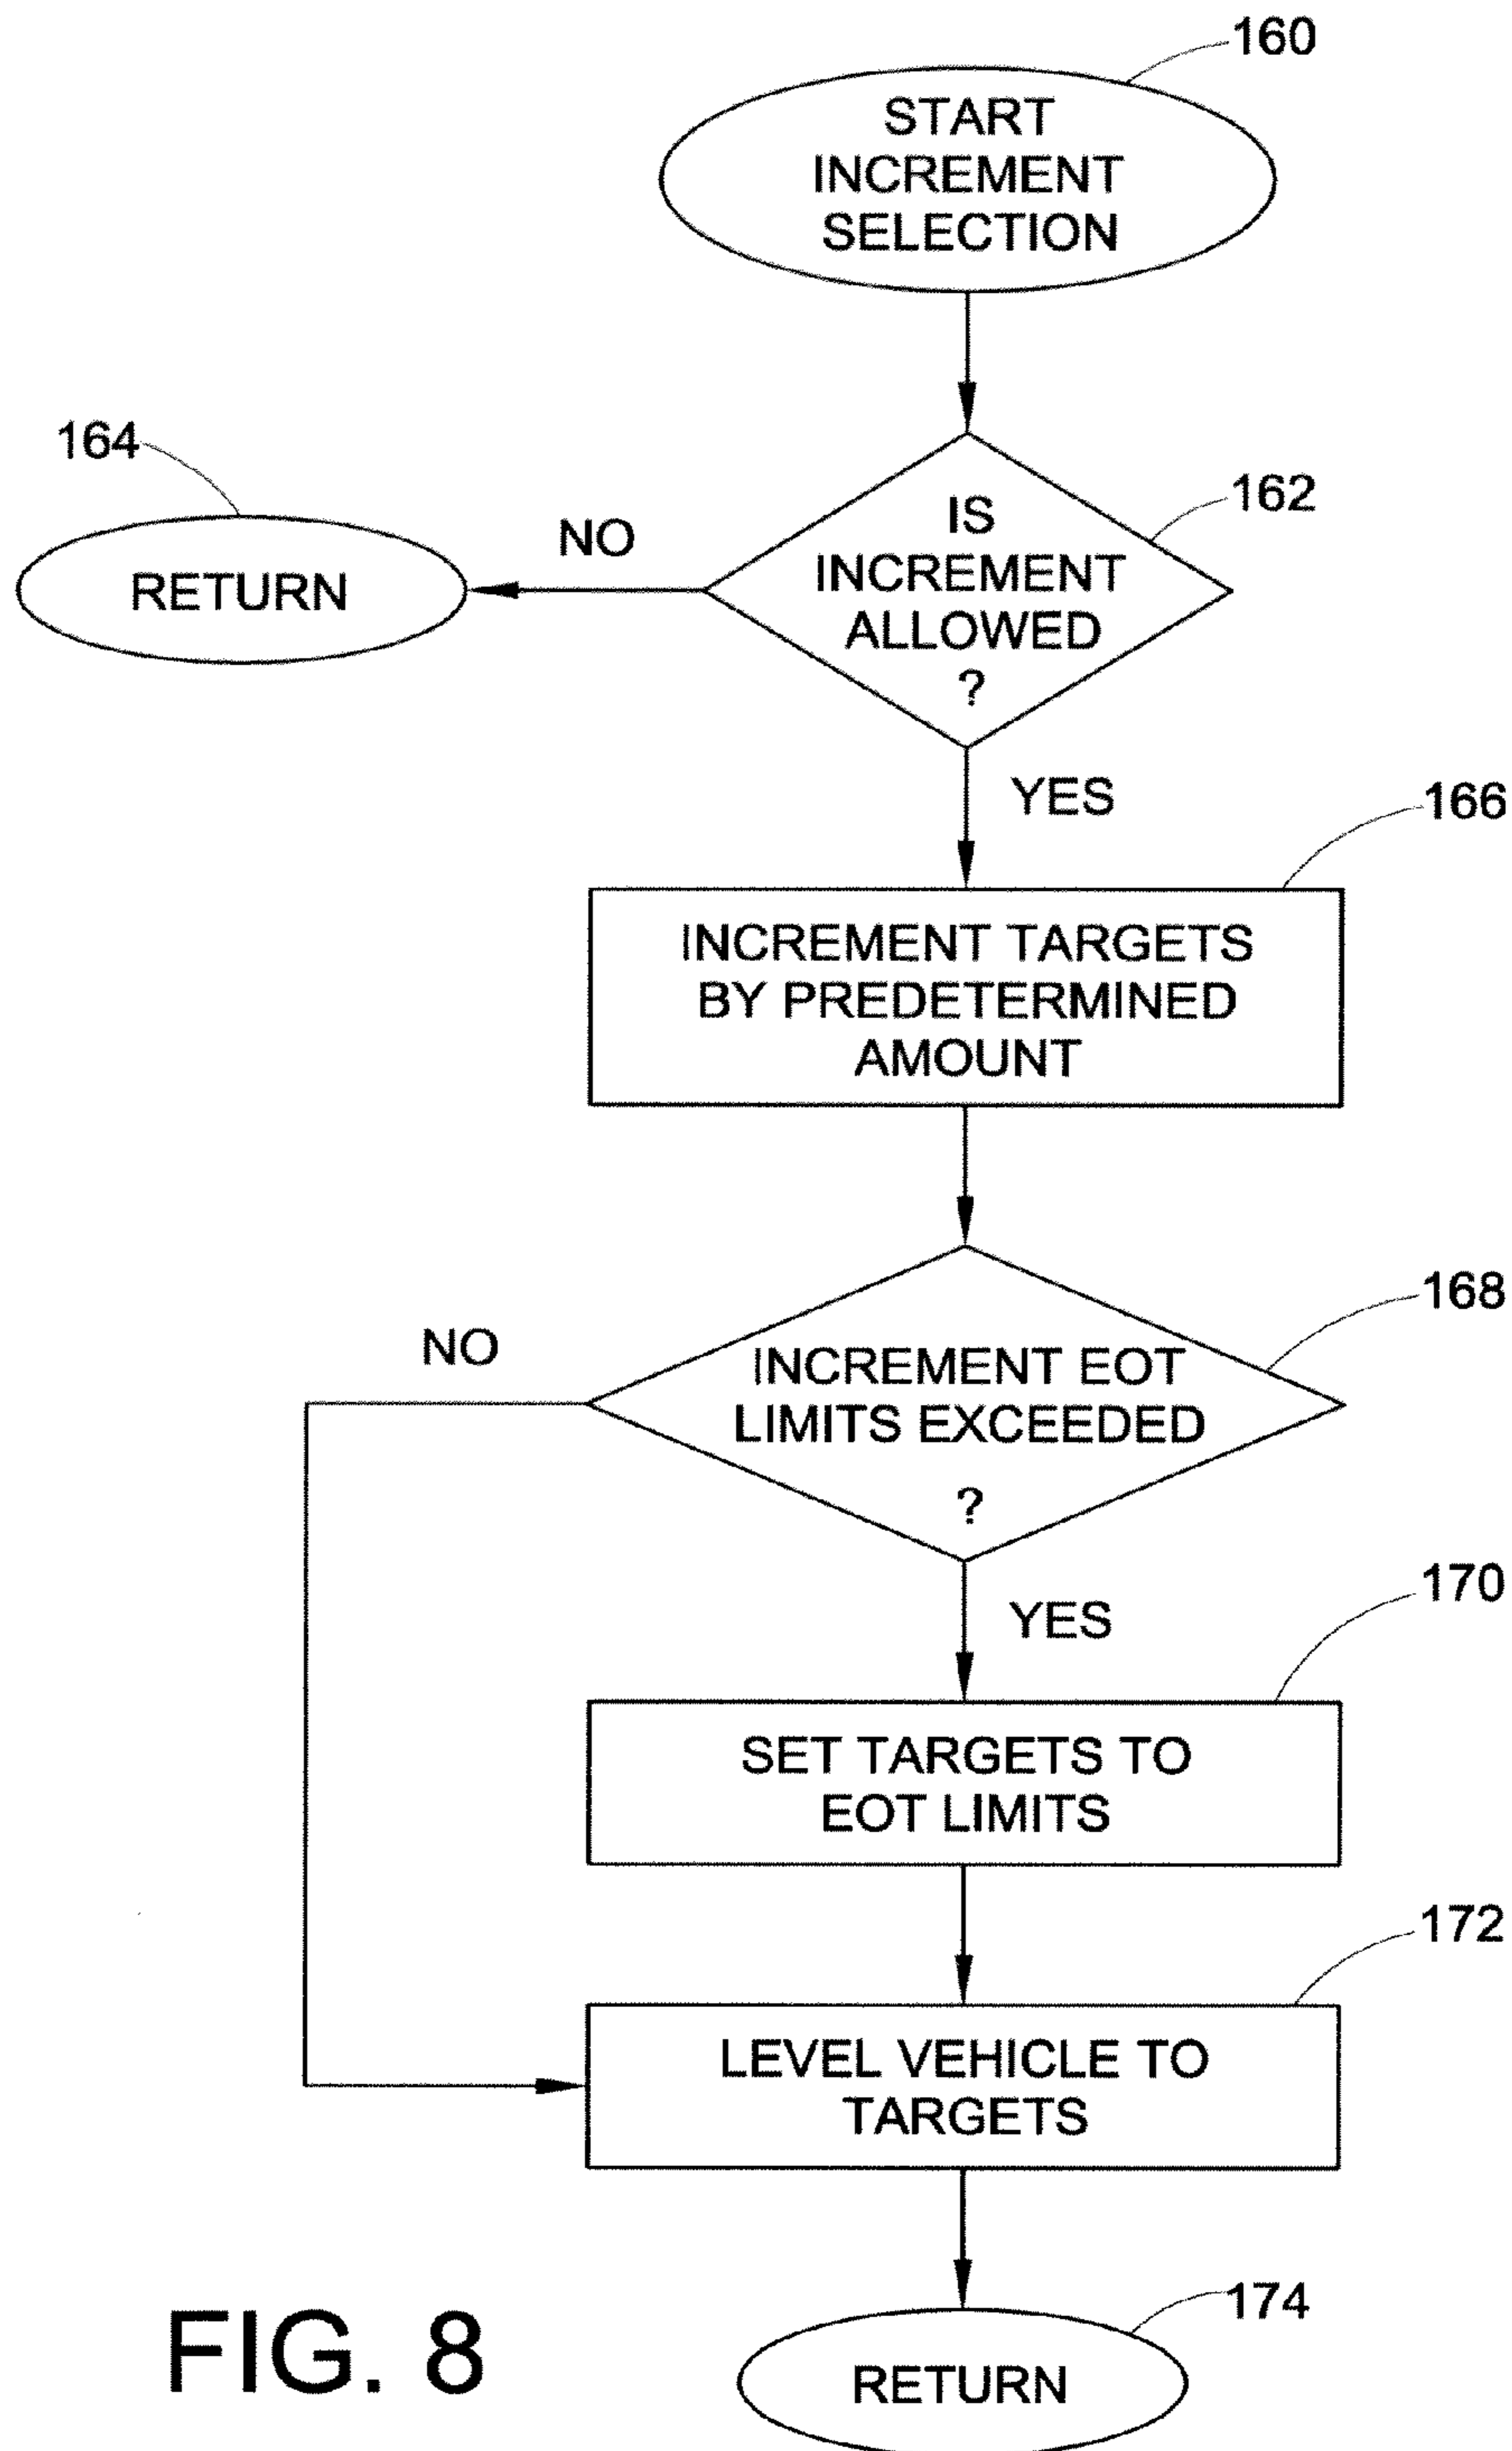 160
START
INCREMENT
SELECTION
164
162
NO
IS
INCREMENT
ALLOWED
?
RETURN
YES
166
INCREMENT TARGETS
BY PREDETERMINED
AMOUNT
168
NO
INCREMENT EOT
LIMITS EXCEEDED
?
170
YES
SET TARGETS TO
EOT LIMITS
172
LEVEL VEHICLE TO
TARGETS
174
RETURN
FIG. 8